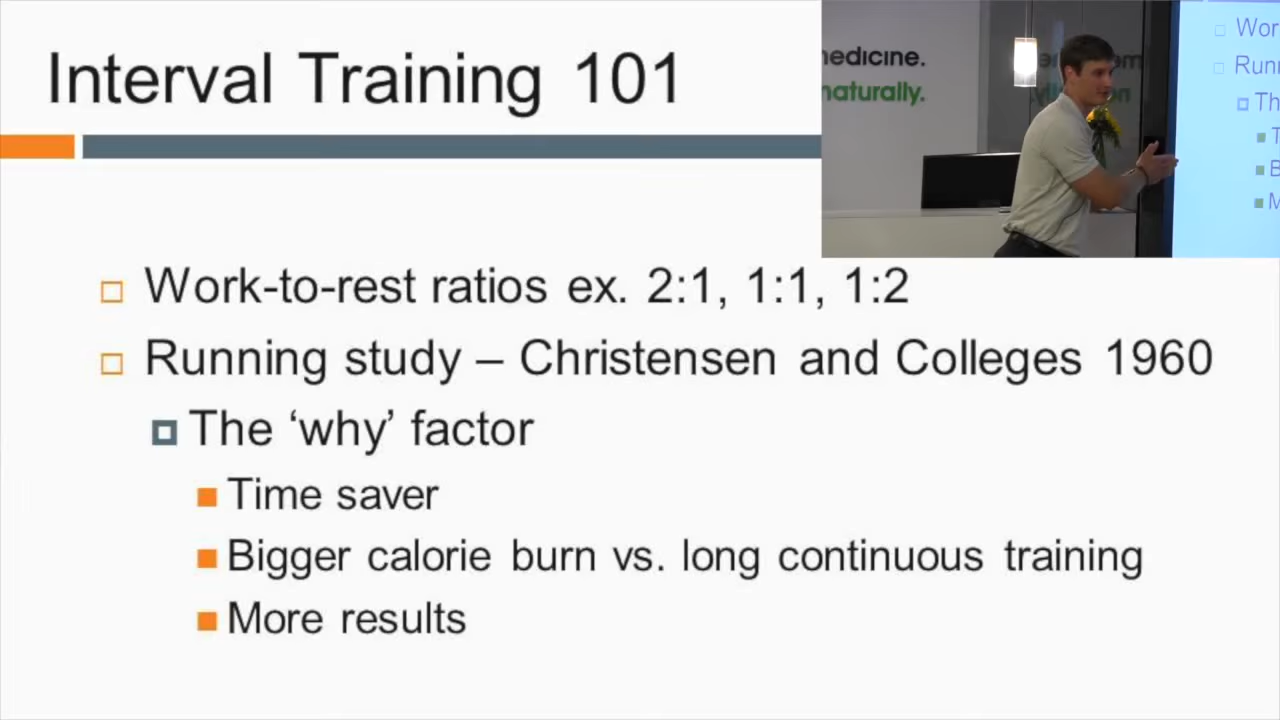 Interval Training 101
medicine.
naturally.
Work-to-rest ratios ex. 2:1, 1:1, 1:2
Running study – Christensen and Colleges 1960
The ‘why’ factor
Time saver
Bigger calorie burn vs. long continuous training
More results